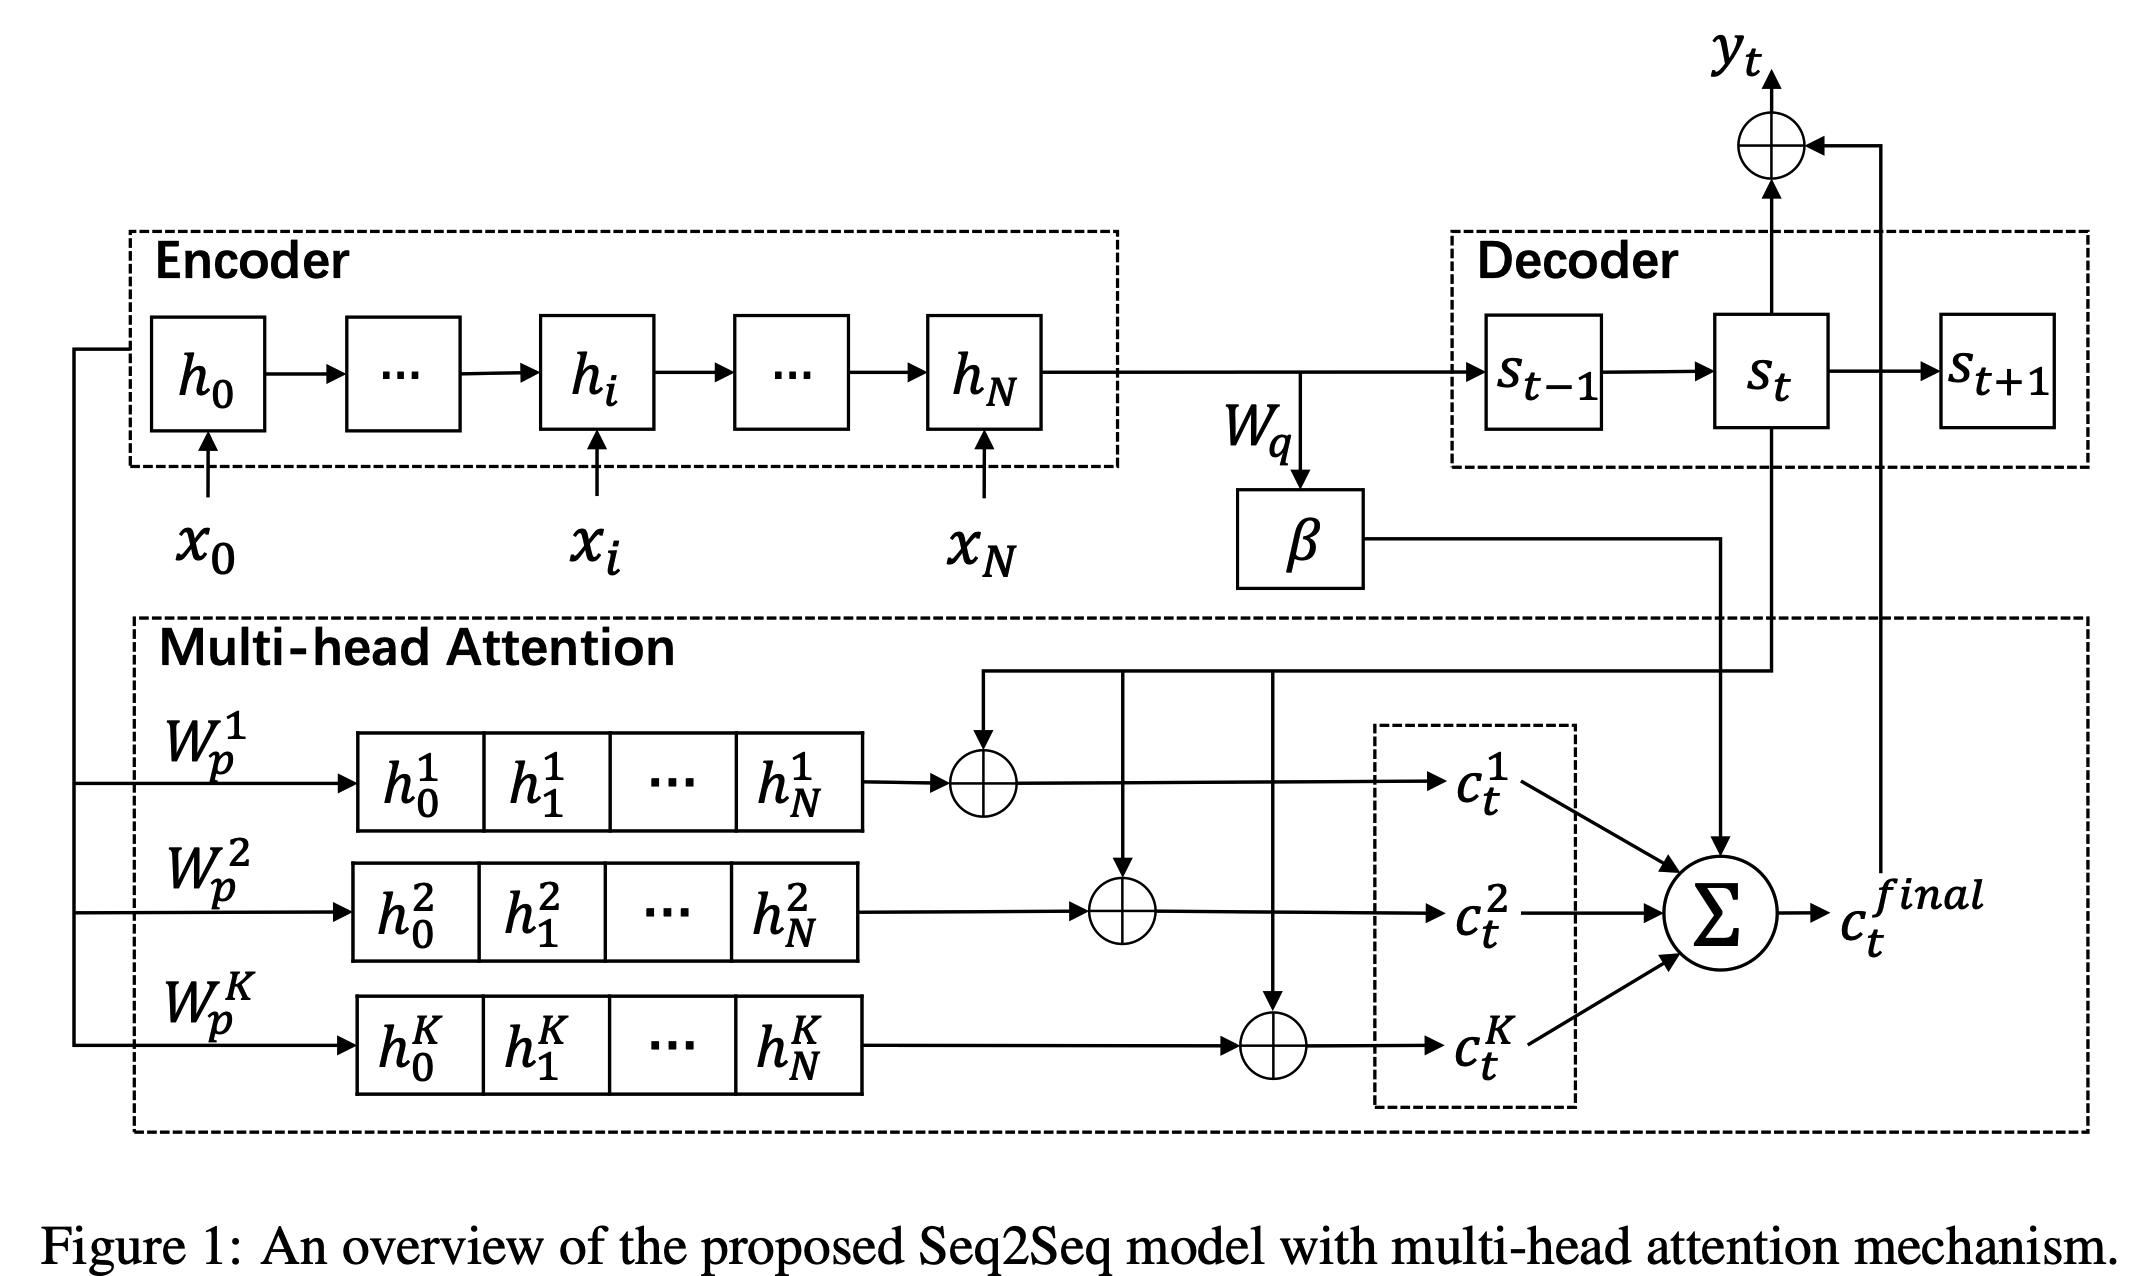 y_t
Encoder
Decoder
h_0 ... h_i ... h_N
s_{t-1} s_t s_{t+1}
W_q
x_0 x_i x_N
β
Multi-head Attention
W_p^1
h_0^1 h_1^1 ... h_N^1
c_t^1
W_p^2
h_0^2 h_1^2 ... h_N^2
c_t^2
Σ
c_t^{final}
W_p^K
h_0^K h_1^K ... h_N^K
c_t^K
Figure 1: An overview of the proposed Seq2Seq model with multi-head attention mechanism.